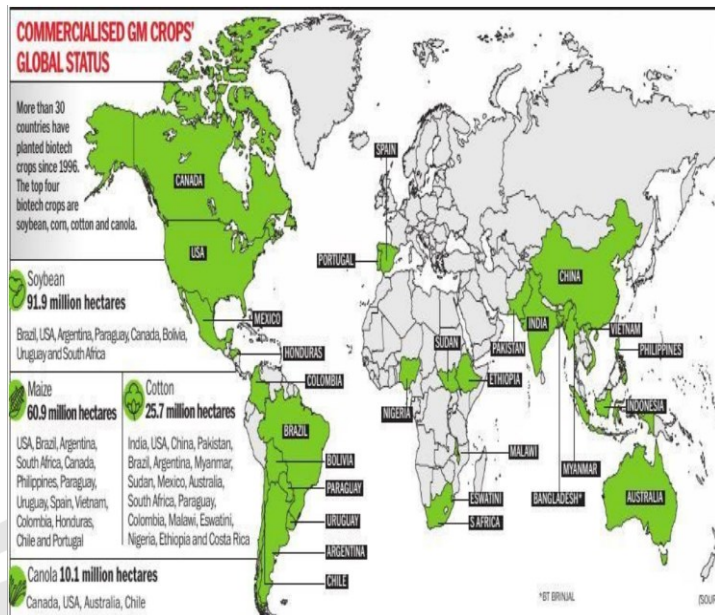 COMMERCIALISED GM CROPS'
GLOBAL STATUS
More than 30
countries have
planted biotech
crops since 1996.
The top four
biotech crops are
soybean, corn, cotton and canola.
Soybean
91.9 million hectares
Brazil, USA, Argentina, Paraguay, Canada, Bolivia,
Uruguay and South Africa
Maize
60.9 million hectares
USA, Brazil, Argentina,
South Africa, Canada,
Philippines, Paraguay,
Uruguay, Spain, Vietnam,
Colombia, Honduras,
Chile and Portugal
Cotton
25.7 million hectares
India, USA, China, Pakistan,
Brazil, Argentina, Myanmar,
Sudan, Mexico, Australia,
South Africa, Paraguay,
Colombia, Malawi, Eswatini,
Nigeria, Ethiopia and Costa Rica
Canola 10.1 million hectares
Canada, USA, Australia, Chile
CANADA
USA
MEXICO
HONDURAS
COLOMBIA
BRAZIL
BOLIVIA
PARAGUAY
URUGUAY
ARGENTINA
CHILE
SPAIN
PORTUGAL
SUDAN
NIGERIA
ETHIOPIA
MALAWI
ESWATINI
S AFRICA
PAKISTAN
INDIA
CHINA
VIETNAM
PHILIPPINES
INDONESIA
MYANMAR
BANGLADESH*
AUSTRALIA
*BT BRINJAL